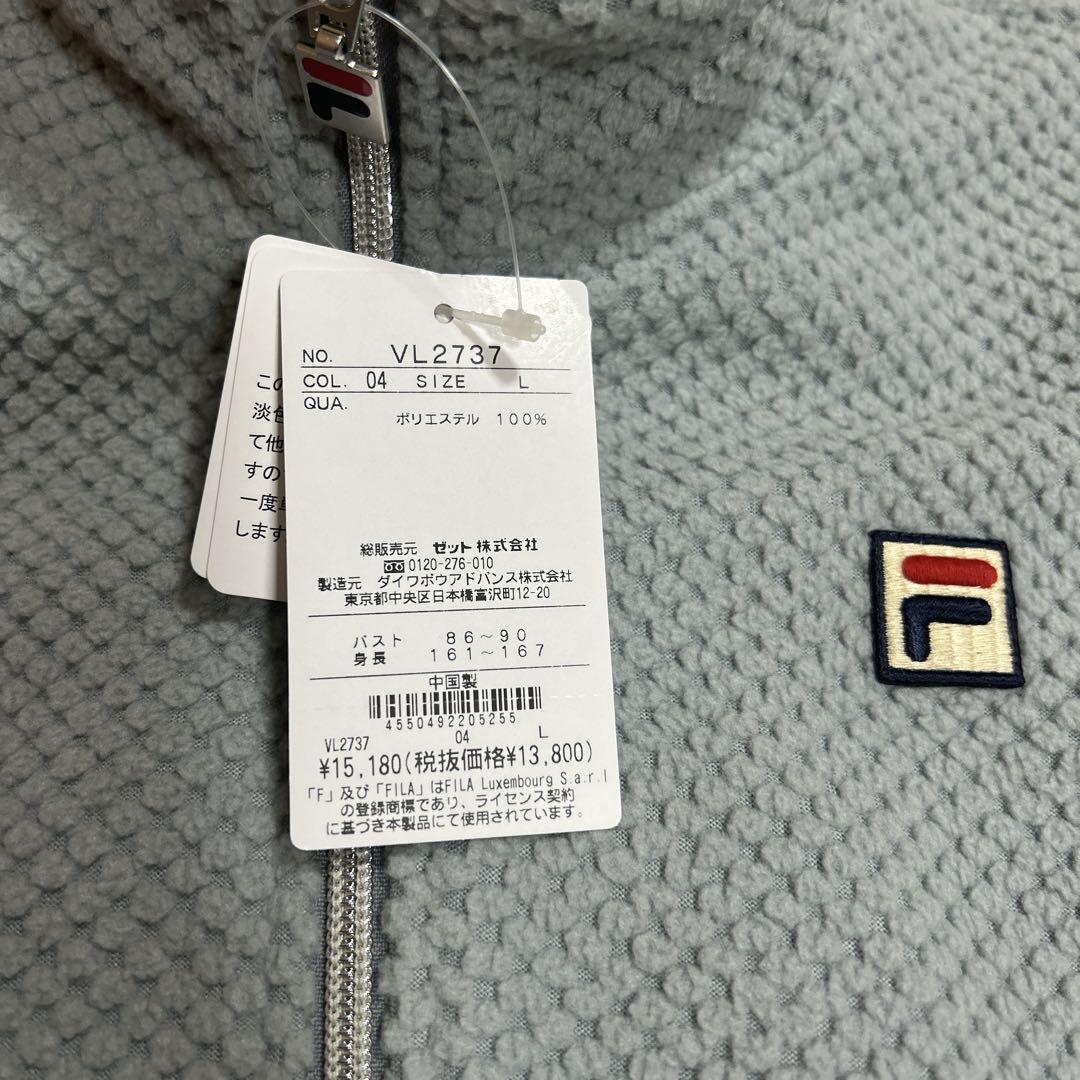 NO. VL2737
COL. 04 SIZE L
QUA.
ポリエステル 100%
総販売元 ゼット株式会社
0120-276-010
製造元 ダイワボウアドバンス株式会社
東京都中央区日本橋富沢町12-20
バスト 86～90
身長 161～167
中国製
4550492205255
VL2737 04 L
¥15,180(税抜価格¥13,800)
「F」及び「FILA」はFILA Luxembourg S.a.r.l
の登録商標であり、ライセンス契約
に基づき本製品にて使用されています。
この
淡色
て他
すの
一度
します